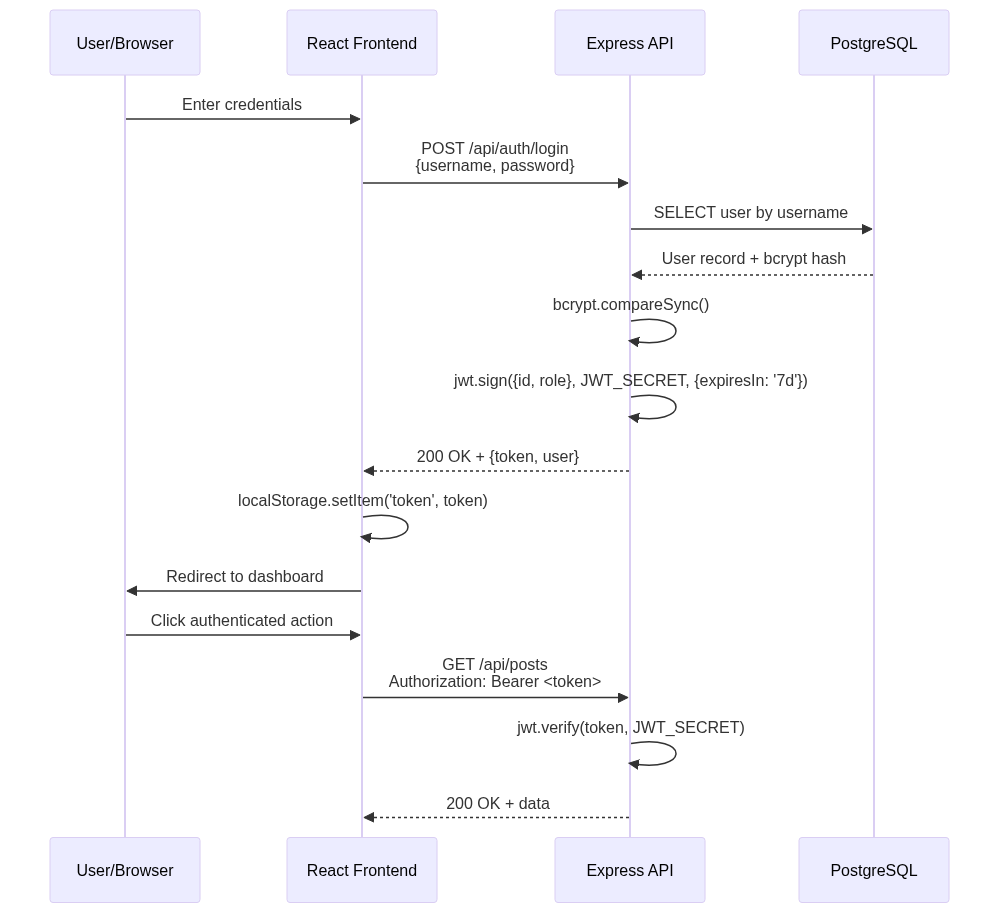 User/Browser
React Frontend
Express API
PostgreSQL
Enter credentials
POST /api/auth/login
{username, password}
SELECT user by username
User record + bcrypt hash
bcrypt.compareSync()
jwt.sign({id, role}, JWT_SECRET, {expiresIn: '7d'})
200 OK + {token, user}
localStorage.setItem('token', token)
Redirect to dashboard
Click authenticated action
GET /api/posts
Authorization: Bearer <token>
jwt.verify(token, JWT_SECRET)
200 OK + data
User/Browser
React Frontend
Express API
PostgreSQL